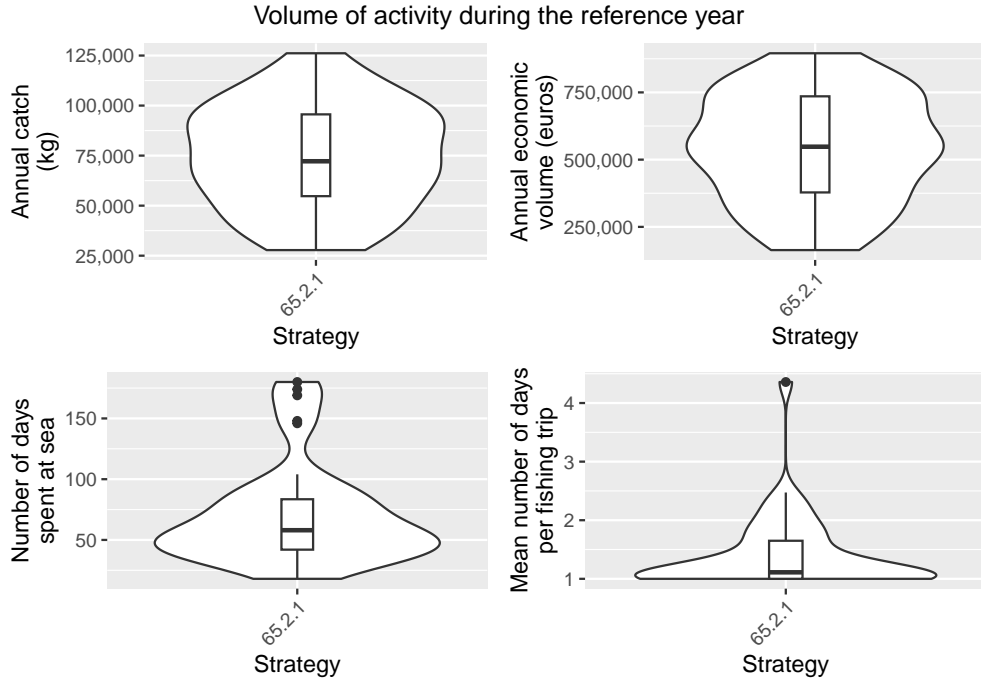 Volume of activity during the reference year
Annual catch
(kg)
125,000
100,000
75,000
50,000
25,000
65.2.1
Strategy
Annual economic
volume (euros)
750,000
500,000
250,000
65.2.1
Strategy
Number of days
spent at sea
150
100
50
65.2.1
Strategy
Mean number of days
per fishing trip
4
3
2
1
65.2.1
Strategy